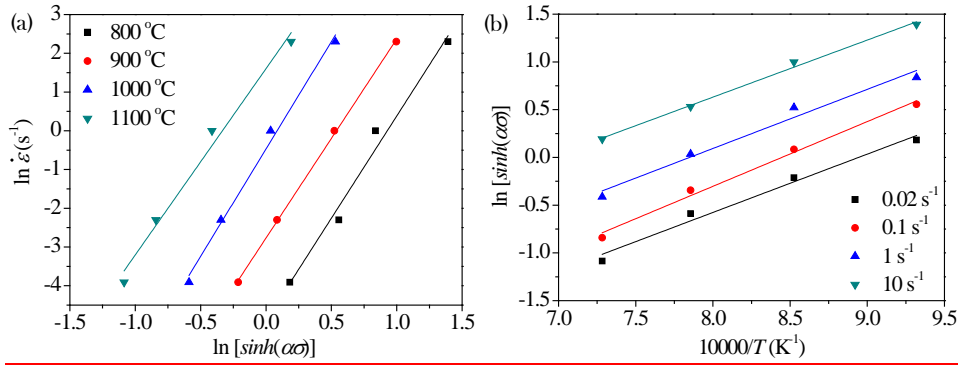 (a)
800 °C
900 °C
1000 °C
1100 °C
ln ε̇ (s⁻¹)
3
2
1
0
-1
-2
-3
-4
-5
-1.5 -1.0 -0.5 0.0 0.5 1.0 1.5
ln [sinh(ασ)]
(b)
ln [sinh(ασ)]
1.5
1.0
0.5
0.0
-0.5
-1.0
-1.5
0.02 s⁻¹
0.1 s⁻¹
1 s⁻¹
10 s⁻¹
7.0 7.5 8.0 8.5 9.0 9.5
10000/T (K⁻¹)